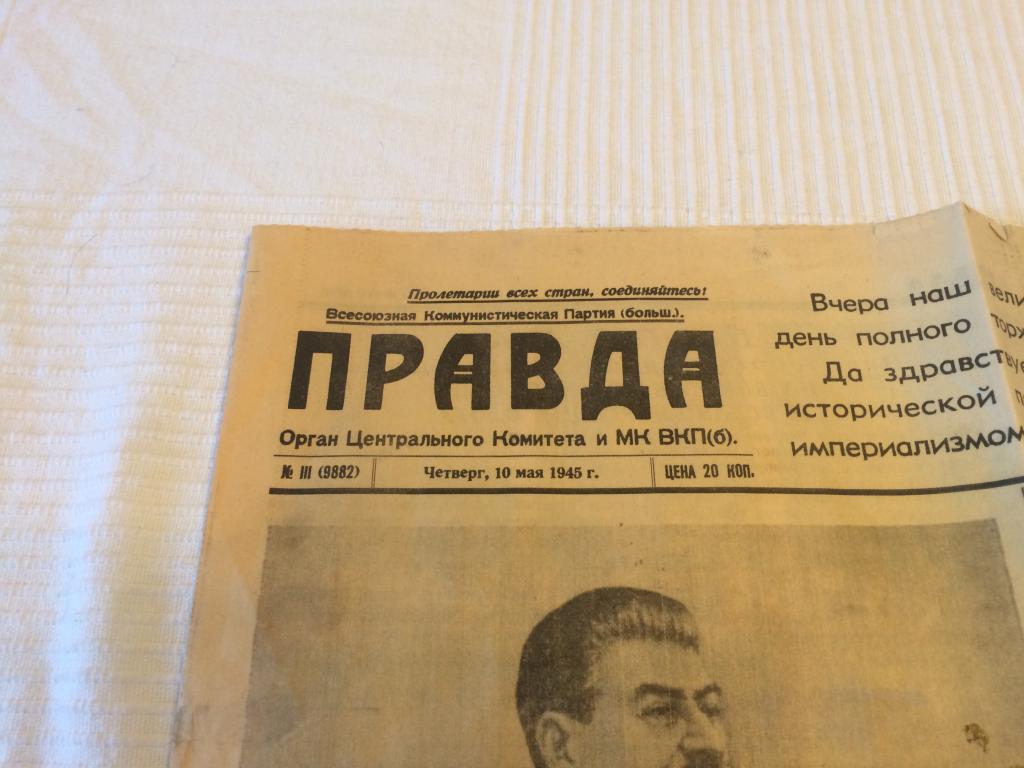 Пролетарии всех стран, соединяйтесь!
Всесоюзная Коммунистическая Партия (больш.).
ПРАВДА
Орган Центрального Комитета и МК ВКП(б).
№ 111 (9882)
Четверг, 10 мая 1945 г.
ЦЕНА 20 КОП.
Вчера наш
день полного
Да здравствуе
исторической
империализмом